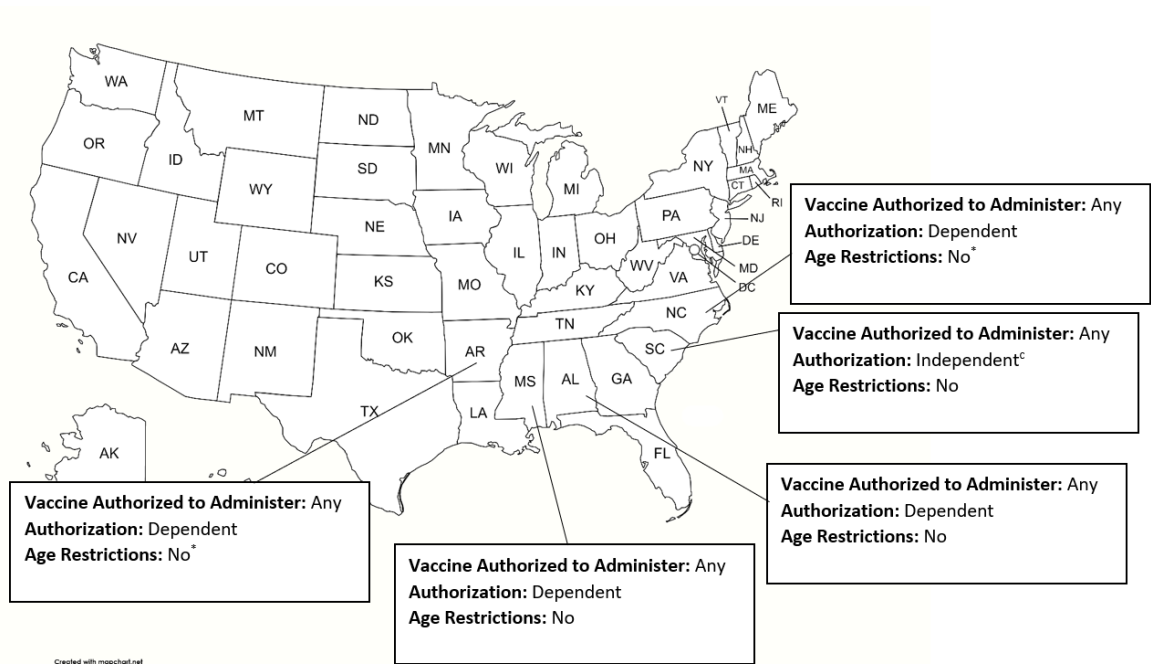 WA
MT
ND
MN
OR
ID
SD
WI
MI
VT
ME
NH
NY
MA
CT
RI
WY
IA
NE
PA
NJ
NV
UT
CO
IL
IN
OH
DE
MD
DC
WV
VA
CA
KS
MO
KY
NC
TN
AZ
NM
OK
AR
SC
MS
AL
GA
TX
LA
FL
AK
Vaccine Authorized to Administer: Any
Authorization: Dependent
Age Restrictions: No*
Vaccine Authorized to Administer: Any
Authorization: Independentᶜ
Age Restrictions: No
Vaccine Authorized to Administer: Any
Authorization: Dependent
Age Restrictions: No
Vaccine Authorized to Administer: Any
Authorization: Dependent
Age Restrictions: No*
Vaccine Authorized to Administer: Any
Authorization: Dependent
Age Restrictions: No
Created with mapchart.net